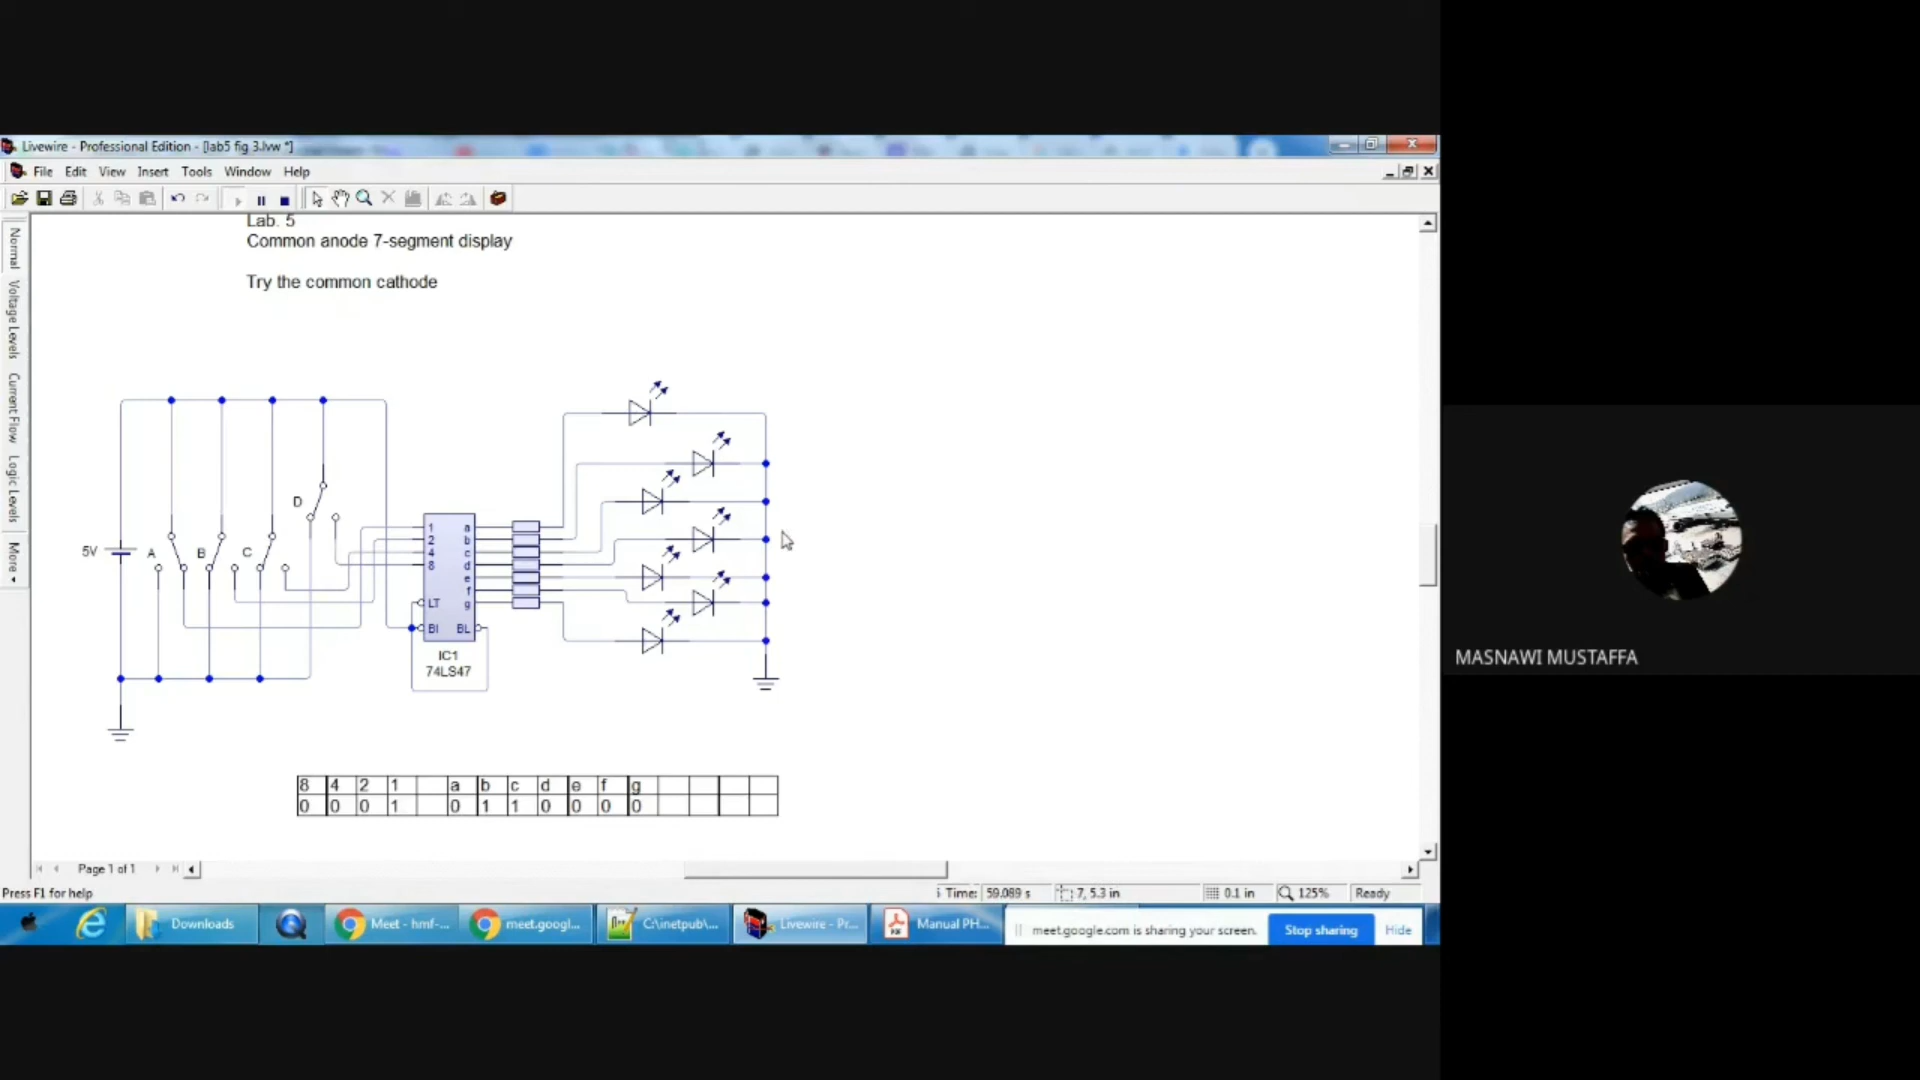 Livewire - Professional Edition - [lab5 fig 3.lvw *]
File Edit View Insert Tools Window Help
Normal
Voltage Levels
Current Flow
Logic Levels
More
Lab. 5
Common anode 7-segment display
Try the common cathode
D
5V
A
B
C
1 a
2 b
4 c
8 d
e
f
LT g
BI BL
IC1
74LS47
8 4 2 1 a b c d e f g
0 0 0 1 0 1 1 0 0 0 0
Page 1 of 1
Press F1 for help
Time: 59.089 s
7, 5.3 in
0.1 in
125%
Ready
Downloads
Meet - hmf-...
meet.googl...
C:\inetpub\...
Livewire - Pr...
Manual PH...
meet.google.com is sharing your screen.
Stop sharing
Hide
MASNAWI MUSTAFFA